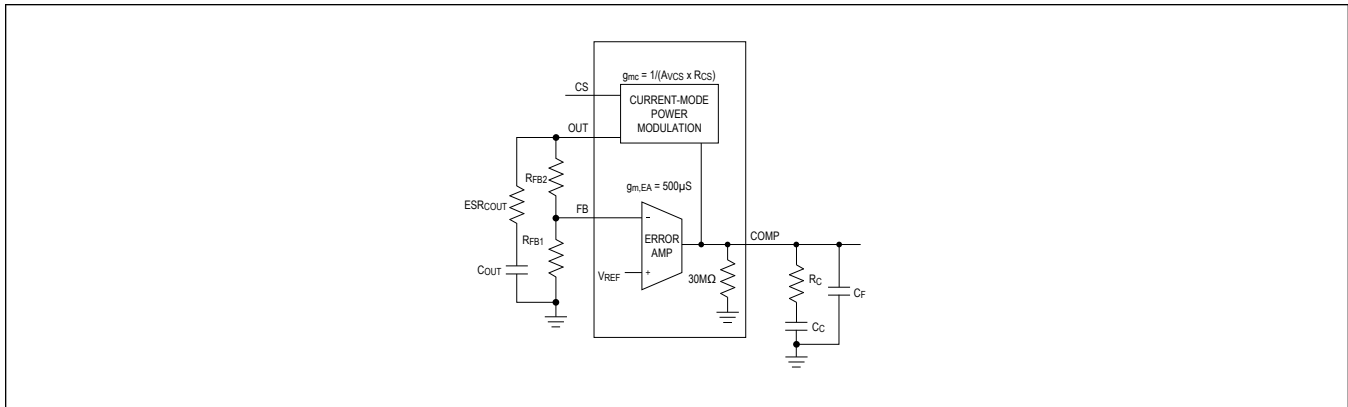 gmc = 1/(AVCS x RCS)
CS
CURRENT-MODE
POWER
MODULATION
OUT
RFB2
gm,EA = 500µS
ESRCOUT
FB
-
ERROR
AMP
COMP
RFB1
COUT
VREF
+
30MΩ
RC
CF
CC